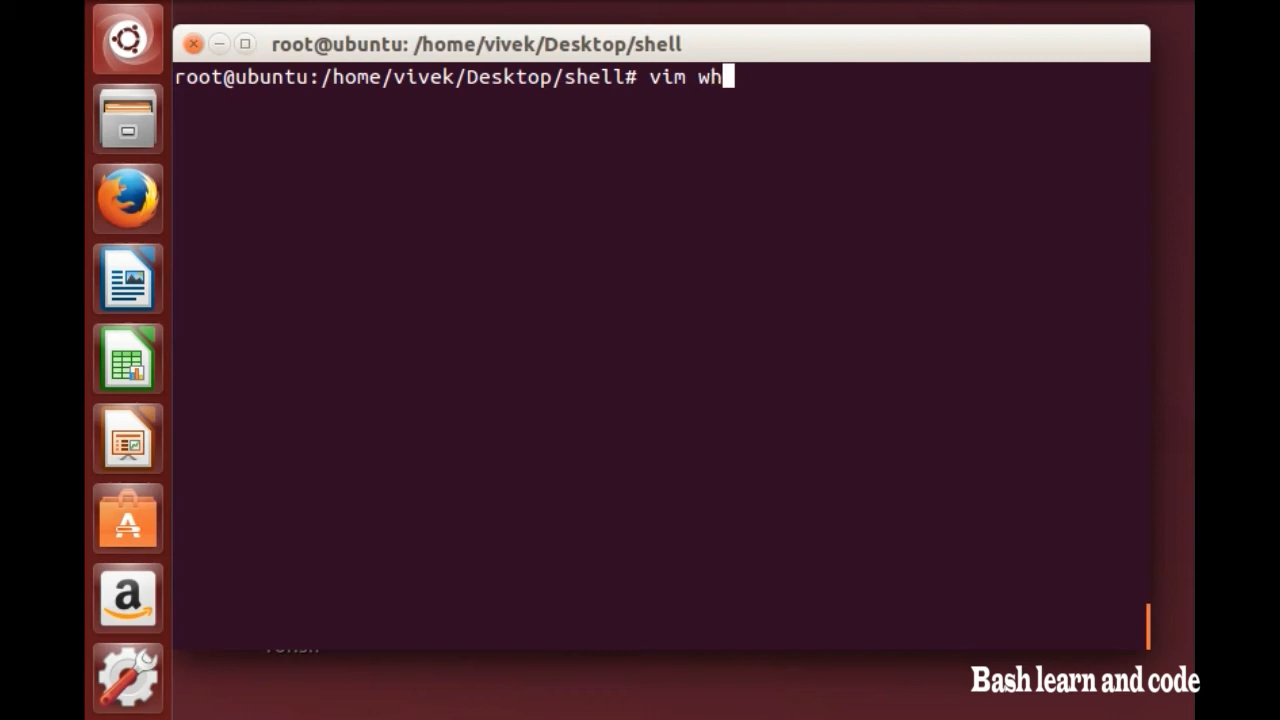 root@ubuntu: /home/vivek/Desktop/shell
root@ubuntu:/home/vivek/Desktop/shell# vim wh
a
Bash learn and code